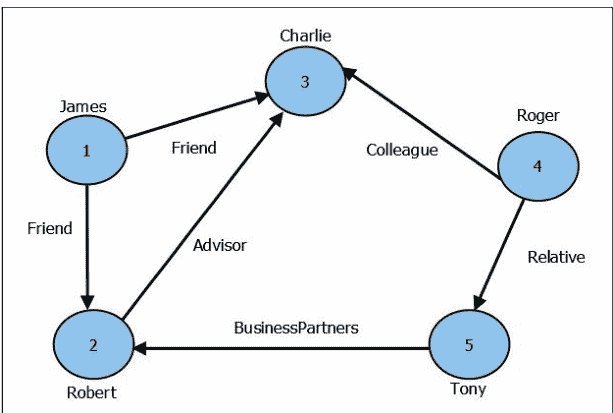 Charlie
3
James
1
Roger
4
Friend
Colleague
Friend
Advisor
Relative
BusinessPartners
2
5
Robert
Tony